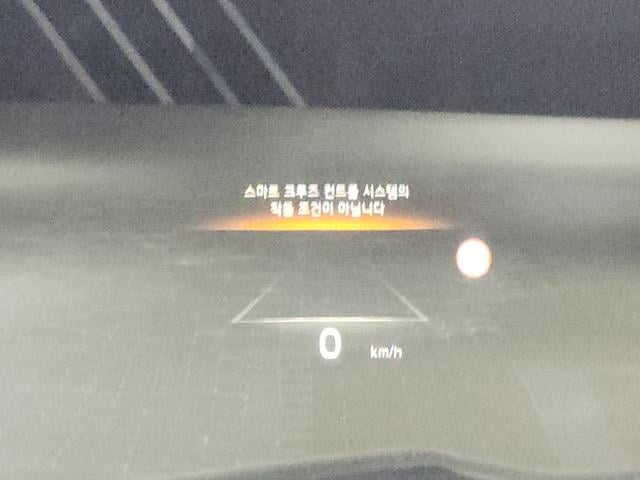 스마트 크루즈 컨트롤 시스템의
작동 조건이 아닙니다
0 km/h